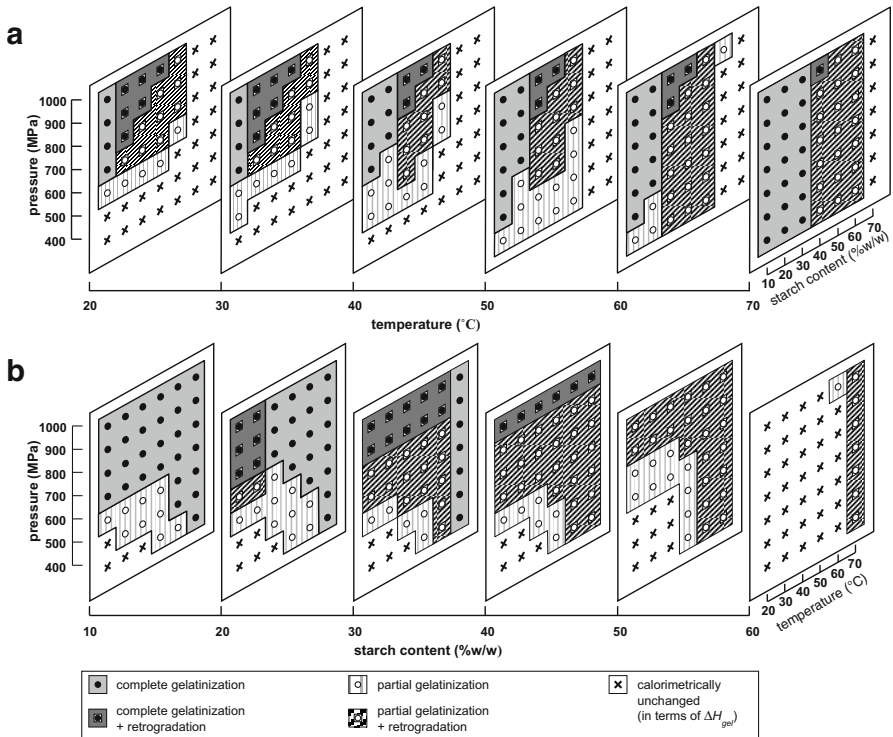 a
pressure (MPa)
1000
900
800
700
600
500
400
20 30 40 50 60 70
temperature (°C)
10 20 30 40 50 60 70
starch content (%w/w)
b
pressure (MPa)
1000
900
800
700
600
500
400
10 20 30 40 50 60
starch content (%w/w)
20 30 40 50 60 70
temperature (°C)
complete gelatinization
complete gelatinization
+ retrogradation
partial gelatinization
partial gelatinization
+ retrogradation
calorimetrically
unchanged
(in terms of ΔHgel)